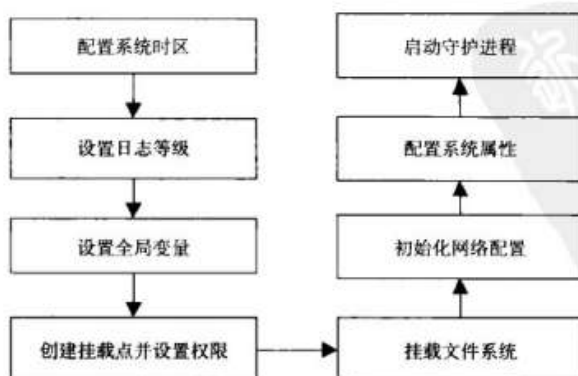 配置系统时区
设置日志等级
设置全局变量
创建挂载点并设置权限
挂载文件系统
初始化网络配置
配置系统属性
启动守护进程